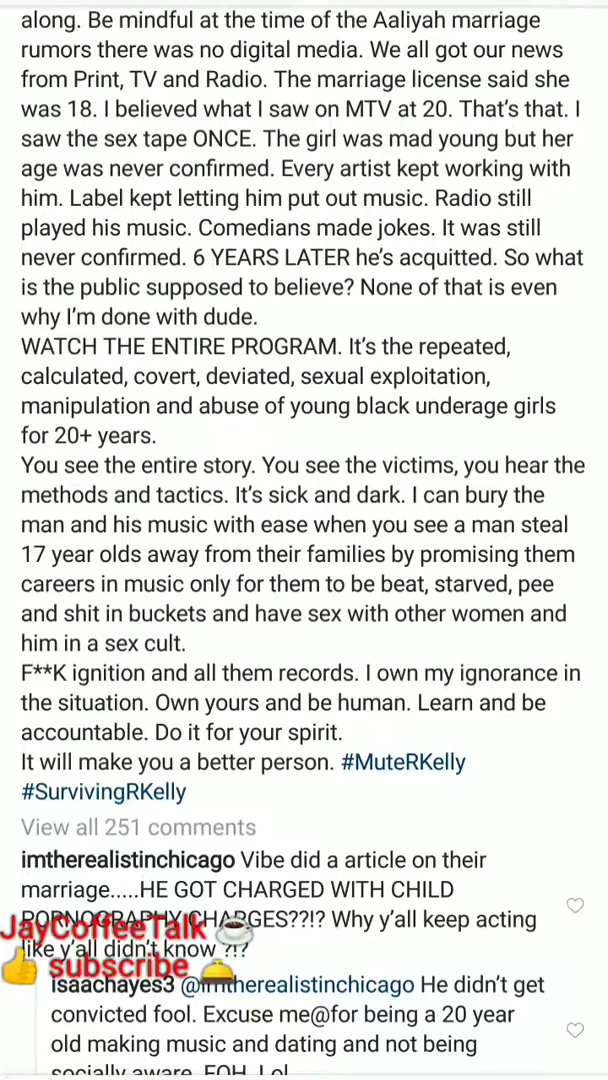 along. Be mindful at the time of the Aaliyah marriage
rumors there was no digital media. We all got our news
from Print, TV and Radio. The marriage license said she
was 18. I believed what I saw on MTV at 20. That's that. I
saw the sex tape ONCE. The girl was mad young but her
age was never confirmed. Every artist kept working with
him. Label kept letting him put out music. Radio still
played his music. Comedians made jokes. It was still
never confirmed. 6 YEARS LATER he's acquitted. So what
is the public supposed to believe? None of that is even
why I'm done with dude.
WATCH THE ENTIRE PROGRAM. It's the repeated,
calculated, covert, deviated, sexual exploitation,
manipulation and abuse of young black underage girls
for 20+ years.
You see the entire story. You see the victims, you hear the
methods and tactics. It's sick and dark. I can bury the
man and his music with ease when you see a man steal
17 year olds away from their families by promising them
careers in music only for them to be beat, starved, pee
and shit in buckets and have sex with other women and
him in a sex cult.
F**K ignition and all them records. I own my ignorance in
the situation. Own yours and be human. Learn and be
accountable. Do it for your spirit.
It will make you a better person. #MuteRKelly
#SurvivingRKelly
View all 251 comments
imtherealistinchicago Vibe did a article on their
marriage.....HE GOT CHARGED WITH CHILD
PORNOGRAPHY CHARGES??!? Why y'all keep acting
JayCoffeeTalk
like y'all didn't know ?!?
subscribe
isaachayes3 @imtherealistinchicago He didn't get
convicted fool. Excuse me@for being a 20 year
old making music and dating and not being
socially aware. FOH. Lol